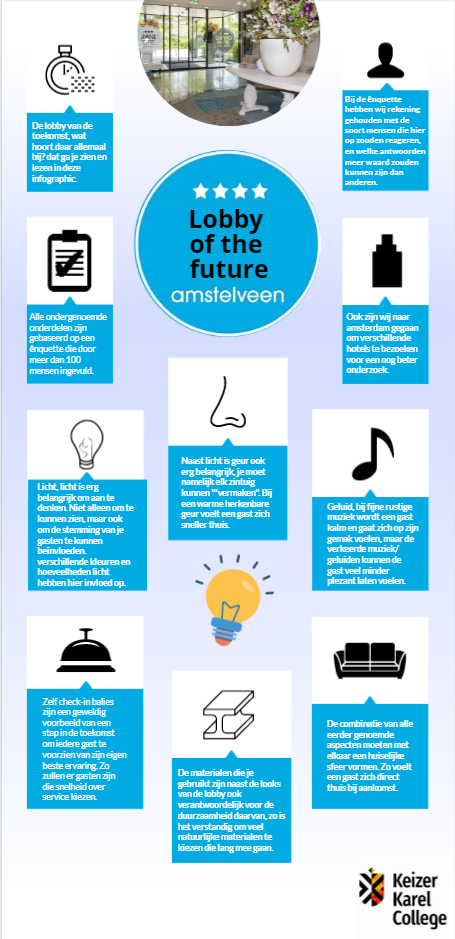 De lobby van de
toekomst, wat
hoort daar allemaal
bij? dat ga je zien en
lezen in deze
infographic.
Bij de ênquette
hebben wij rekening
gehouden met de
soort mensen die hier
op zouden reageren,
en welke antwoorden
meer waard zouden
kunnen zijn dan
anderen.
Lobby
of the
future
amstelveen
Alle ondergenoemde
onderdelen zijn
gebaseerd op een
ênquette die door
meer dan 100
mensen ingevuld.
Ook zijn wij naar
amsterdam gegaan
om verschillende
hotels te bezoeken
voor een nog beter
onderzoek.
Licht, licht is erg
belangrijk om aan te
denken. Niet alleen om te
kunnen zien, maar ook
om de stemming van je
gasten te kunnen
beïnvloeden.
verschillende kleuren en
hoeveelheden licht
hebben hier invloed op.
Naast licht is geur ook
erg belangrijk, je moet
namelijk elk zintuig
kunnen ""vermaken". Bij
een warme herkenbare
geur voelt een gast zich
sneller thuis.
Geluid, bij fijne rustige
muziek wordt een gast
kalm en gaat zich op zijn
gemak voelen, maar de
verkeerde muziek/
geluiden kunnen de
gast veel minder
plezant laten voelen.
Zelf check-in balies
zijn een geweldig
voorbeeld van een
stap in de toekomst
om iedere gast te
voorzien van zijn eigen
beste ervaring. Zo
zullen er gasten zijn
die snelheid over
service kiezen.
De materialen die je
gebruikt zijn naast de looks
van de lobby ook
verantwoordelijk voor de
duurzaamheid daarvan, zo is
het verstandig om veel
natuurlijke materialen te
kiezen die lang mee gaan.
De combinatie van alle
eerder genoemde
aspecten moeten met
elkaar een huiselijke
sfeer vormen. Zo voelt
een gast zich direct
thuis bij aankomst.
Keizer
Karel
College